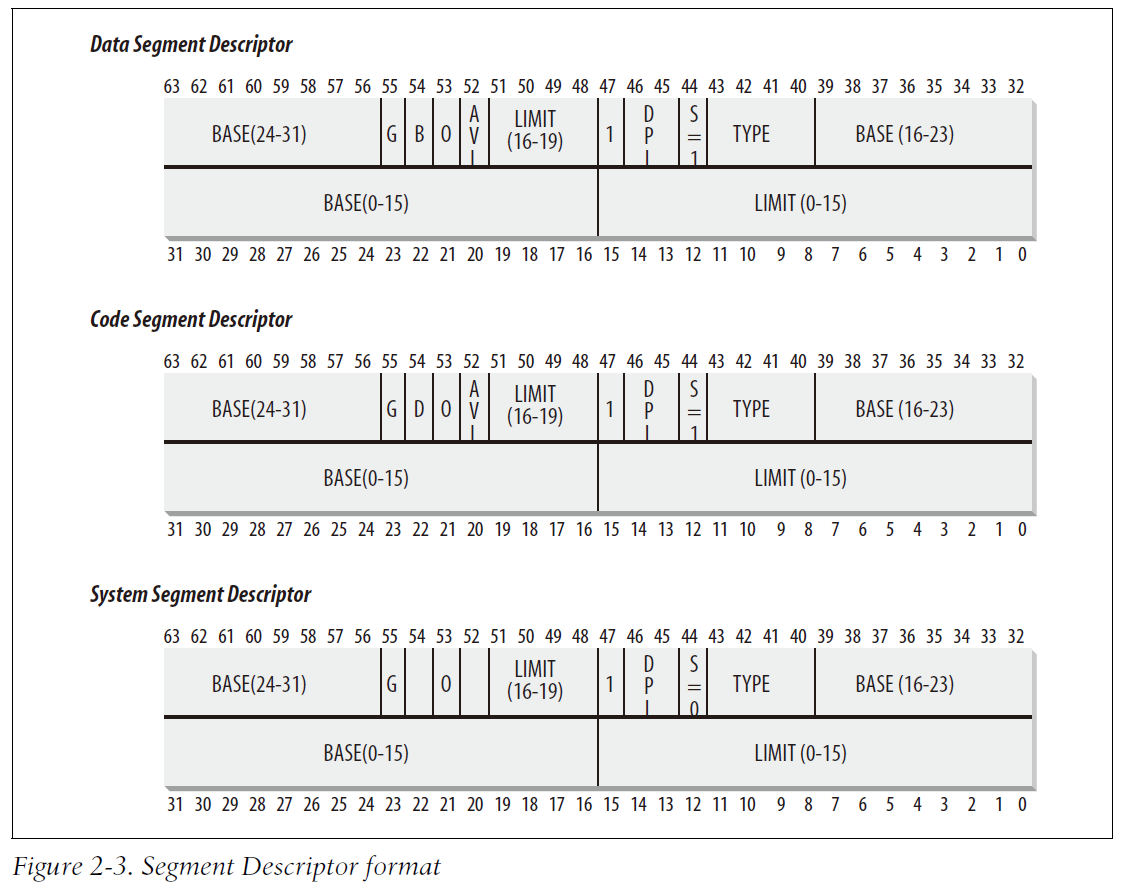 Data Segment Descriptor
63 62 61 60 59 58 57 56 55 54 53 52 51 50 49 48 47 46 45 44 43 42 41 40 39 38 37 36 35 34 33 32
BASE(24-31) G B 0 AVL LIMIT (16-19) 1 DPL S=1 TYPE BASE (16-23)
BASE(0-15) LIMIT (0-15)
31 30 29 28 27 26 25 24 23 22 21 20 19 18 17 16 15 14 13 12 11 10 9 8 7 6 5 4 3 2 1 0
Code Segment Descriptor
63 62 61 60 59 58 57 56 55 54 53 52 51 50 49 48 47 46 45 44 43 42 41 40 39 38 37 36 35 34 33 32
BASE(24-31) G D 0 AVL LIMIT (16-19) 1 DPL S=1 TYPE BASE (16-23)
BASE(0-15) LIMIT (0-15)
31 30 29 28 27 26 25 24 23 22 21 20 19 18 17 16 15 14 13 12 11 10 9 8 7 6 5 4 3 2 1 0
System Segment Descriptor
63 62 61 60 59 58 57 56 55 54 53 52 51 50 49 48 47 46 45 44 43 42 41 40 39 38 37 36 35 34 33 32
BASE(24-31) G 0 LIMIT (16-19) 1 DPL S=0 TYPE BASE (16-23)
BASE(0-15) LIMIT (0-15)
31 30 29 28 27 26 25 24 23 22 21 20 19 18 17 16 15 14 13 12 11 10 9 8 7 6 5 4 3 2 1 0
Figure 2-3. Segment Descriptor format